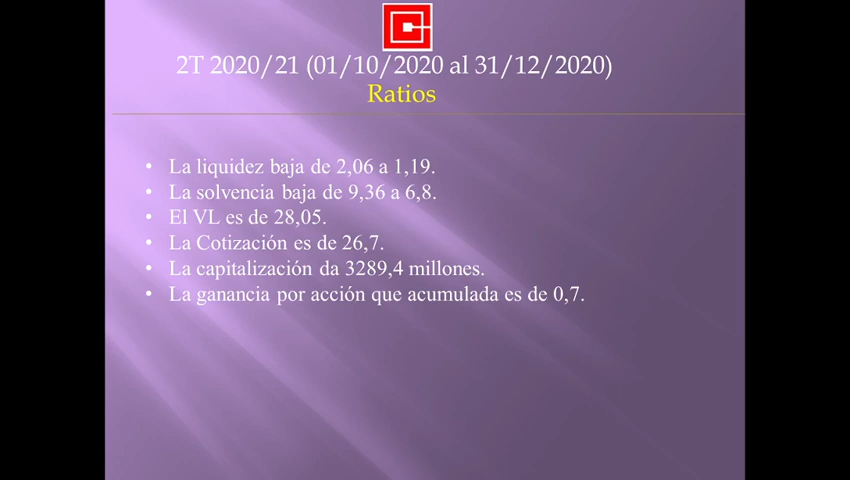 2T 2020/21 (01/10/2020 al 31/12/2020)
Ratios
• La liquidez baja de 2,06 a 1,19.
• La solvencia baja de 9,36 a 6,8.
• El VL es de 28,05.
• La Cotización es de 26,7.
• La capitalización da 3289,4 millones.
• La ganancia por acción que acumulada es de 0,7.